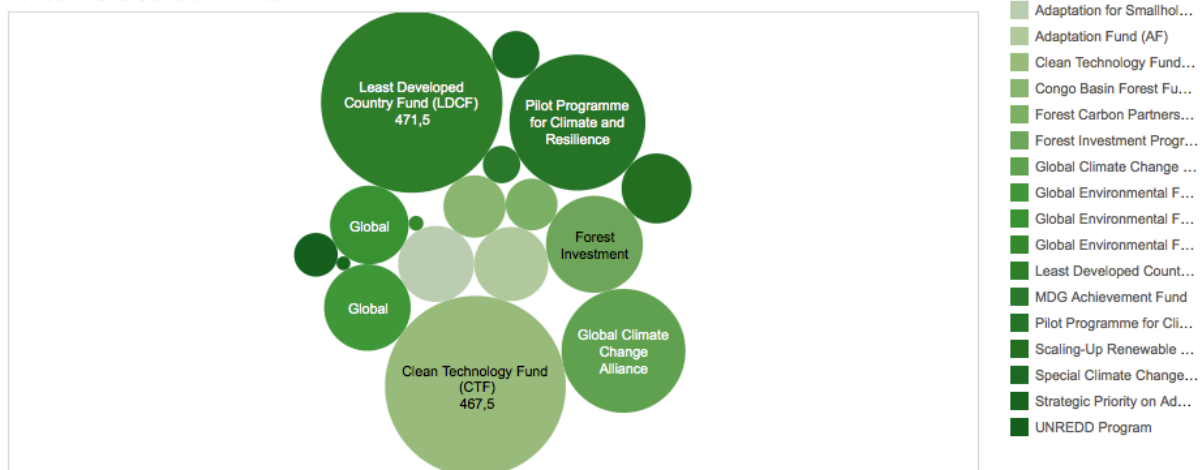 Least Developed
Country Fund (LDCF)
471,5
Pilot Programme
for Climate and
Resilience
Global
Forest
Investment
Global
Global Climate
Change
Alliance
Clean Technology Fund
(CTF)
467,5
Adaptation for Smallhol...
Adaptation Fund (AF)
Clean Technology Fund...
Congo Basin Forest Fu...
Forest Carbon Partners...
Forest Investment Progr...
Global Climate Change ...
Global Environmental F...
Global Environmental F...
Global Environmental F...
Least Developed Count...
MDG Achievement Fund
Pilot Programme for Cli...
Scaling-Up Renewable ...
Special Climate Change...
Strategic Priority on Ad...
UNREDD Program